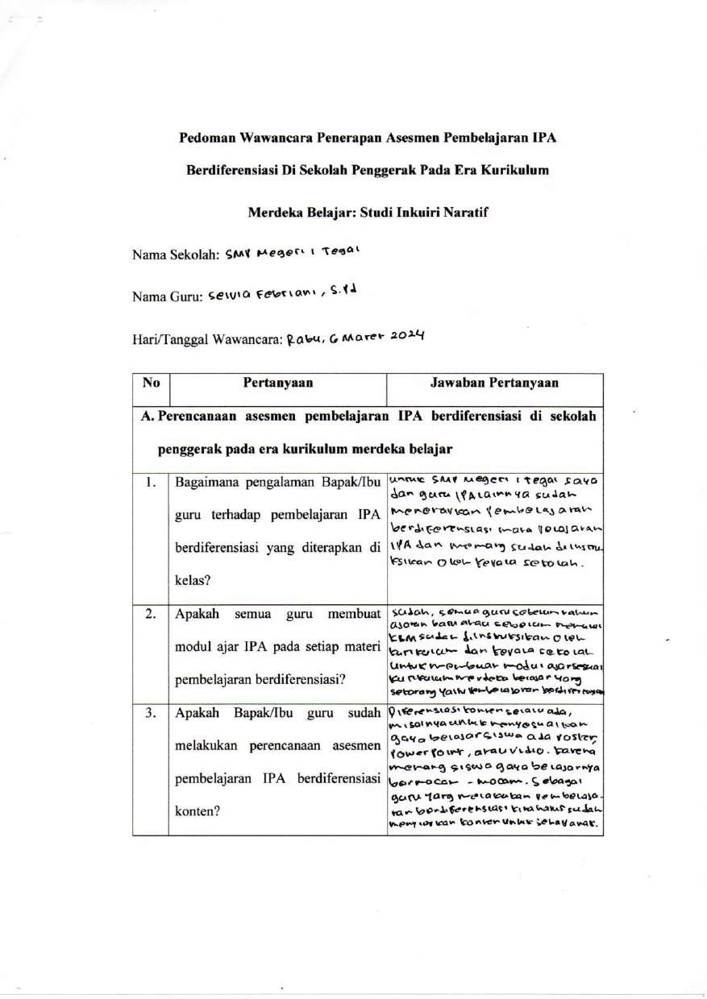 Pedoman Wawancara Penerapan Asesmen Pembelajaran IPA
Berdiferensiasi Di Sekolah Penggerak Pada Era Kurikulum
Merdeka Belajar: Studi Inkuiri Naratif
Nama Sekolah: SMP Negeri 1 Tegal
Nama Guru: Selvia Febriani, S.Pd
Hari/Tanggal Wawancara: Rabu, 6 Maret 2024
No Pertanyaan Jawaban Pertanyaan
A. Perencanaan asesmen pembelajaran IPA berdiferensiasi di sekolah
penggerak pada era kurikulum merdeka belajar
1. Bagaimana pengalaman Bapak/Ibu
guru terhadap pembelajaran IPA
berdiferensiasi yang diterapkan di
kelas?
untuk SMP Negeri 1 Tegal saya
dan guru IPA lainnya sudah
menerapkan pembelajaran
berdiferensiasi mata pelajaran
IPA dan memang sudah diinstru-
ksikan oleh kepala sekolah.
2. Apakah semua guru membuat
modul ajar IPA pada setiap materi
pembelajaran berdiferensiasi?
sudah, semua guru sebelum tahun
ajaran baru atau sebelum memulai
KBM sudah diinstruksikan oleh
kurikulum dan kepala sekolah
untuk membuat modul ajar sesuai
kurikulum merdeka belajar yang
sekarang yaitu pembelajaran berdiferensiasi
3. Apakah Bapak/Ibu guru sudah
melakukan perencanaan asesmen
pembelajaran IPA berdiferensiasi
konten?
Diferensiasi konten selalu ada,
misalnya untuk menyesuaikan
gaya belajar siswa ada poster,
powerpoint, atau video. karena
memang siswa gaya belajarnya
bermacam-macam. Sebagai
guru yang melakukan pembelaja-
ran berdiferensiasi kita harus sudah
menyiapkan konten untuk